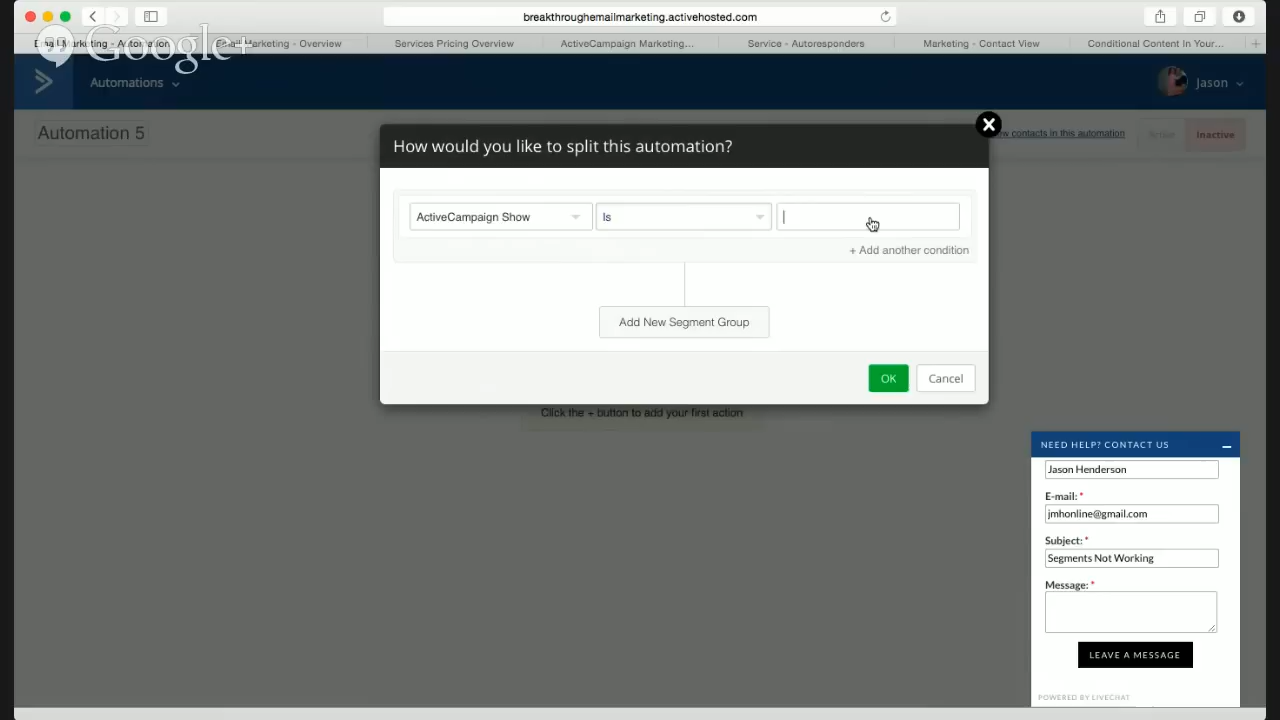 breakthroughemailmarketing.activehosted.com
Google+
Email Marketing - Automation
Email Marketing - Overview
Services Pricing Overview
ActiveCampaign Marketing...
Service - Autoresponders
Marketing - Contact View
Conditional Content In Your...
Automations
Jason
Automation 5
contacts in this automation
Active
Inactive
How would you like to split this automation?
ActiveCampaign Show
Is
+ Add another condition
Add New Segment Group
OK
Cancel
Click the + button to add your first action
NEED HELP? CONTACT US
Jason Henderson
E-mail: *
jmhonline@gmail.com
Subject: *
Segments Not Working
Message: *
LEAVE A MESSAGE
POWERED BY LIVECHAT